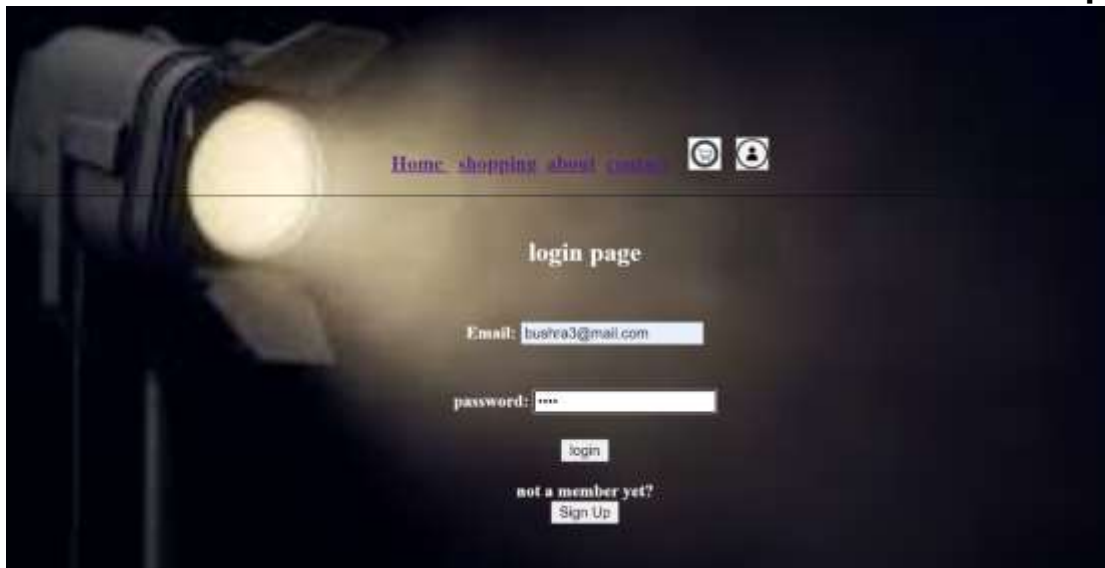 Home shopping about contact
login page
Email: bushra3@mail.com
password: ....
login
not a member yet?
Sign Up